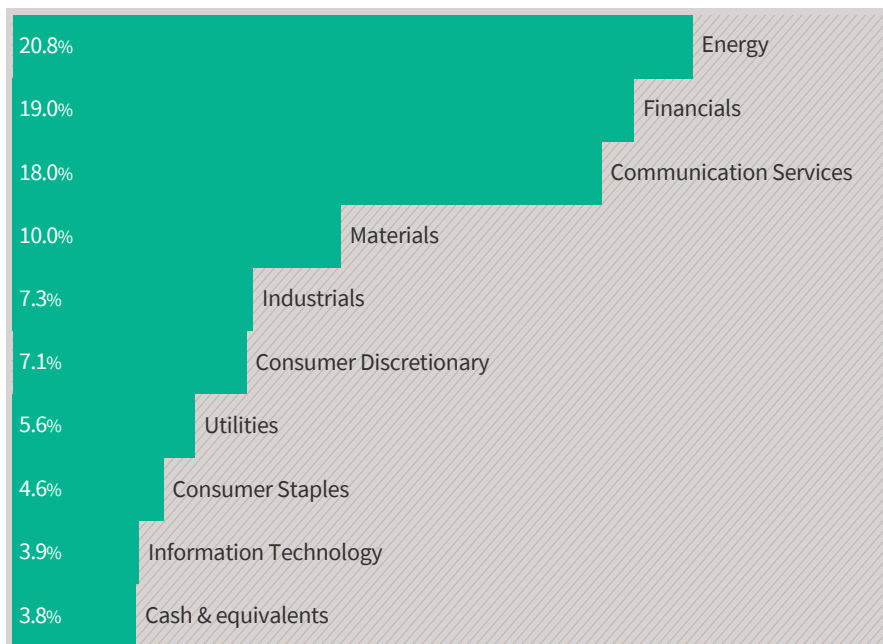 20.8% Energy
19.0% Financials
18.0% Communication Services
10.0% Materials
7.3% Industrials
7.1% Consumer Discretionary
5.6% Utilities
4.6% Consumer Staples
3.9% Information Technology
3.8% Cash & equivalents